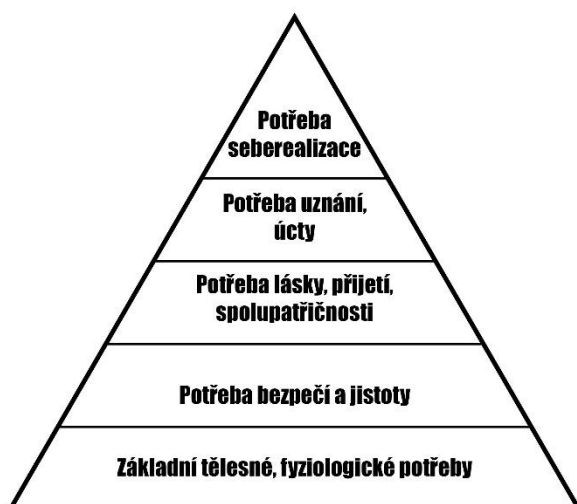 Potřeba
seberealizace
Potřeba uznání,
úcty
Potřeba lásky, přijetí,
spolupatřičnosti
Potřeba bezpečí a jistoty
Základní tělesné, fyziologické potřeby